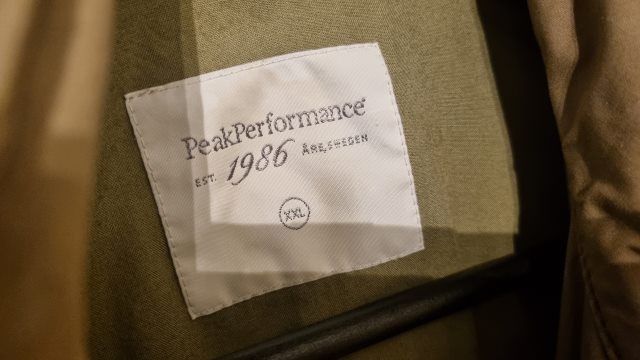 PeakPerformance®
EST. 1986 ÅRE, SWEDEN
XXL